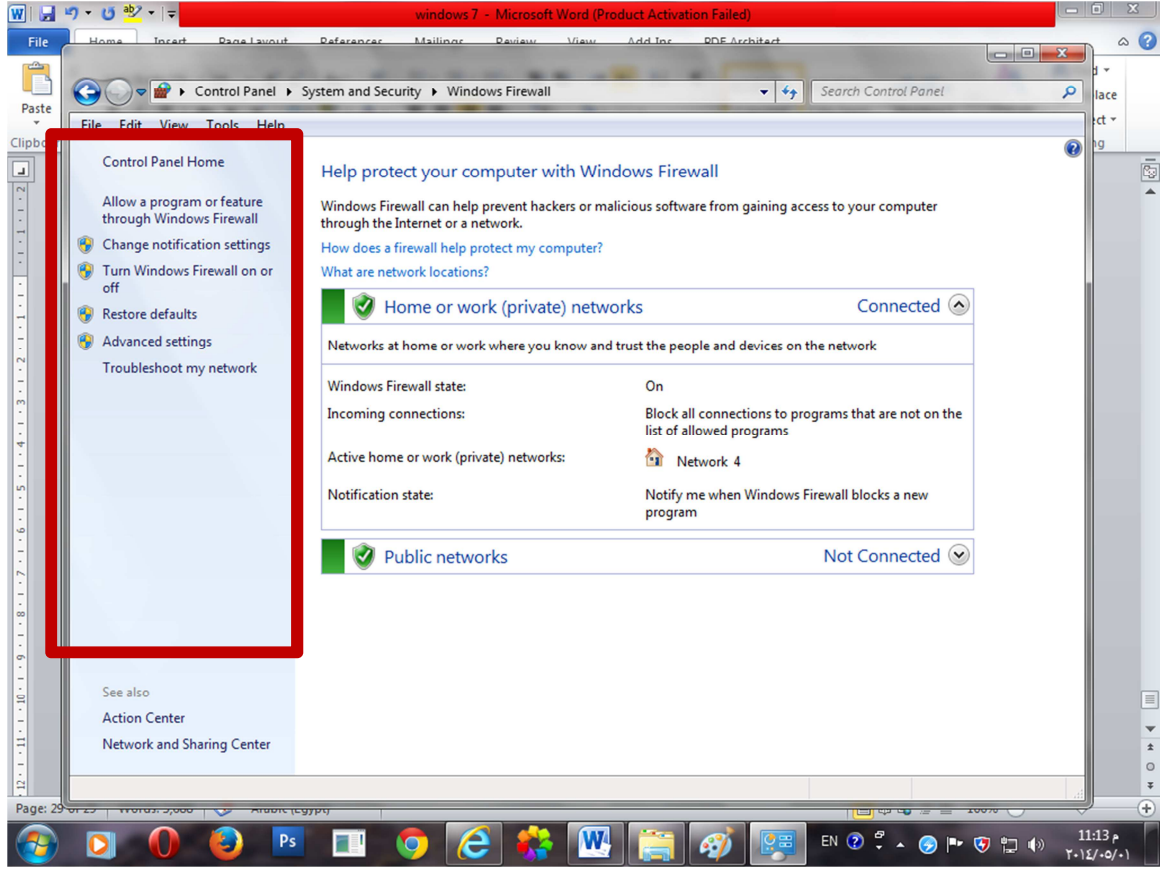 windows 7 - Microsoft Word (Product Activation Failed)
File Home Insert Page Layout References Mailings Review View Add-Ins PDF Architect
Paste
Control Panel System and Security Windows Firewall
Search Control Panel
File Edit View Tools Help
Control Panel Home
Allow a program or feature
through Windows Firewall
Change notification settings
Turn Windows Firewall on or
off
Restore defaults
Advanced settings
Troubleshoot my network
See also
Action Center
Network and Sharing Center
Help protect your computer with Windows Firewall
Windows Firewall can help prevent hackers or malicious software from gaining access to your computer
through the Internet or a network.
How does a firewall help protect my computer?
What are network locations?
Home or work (private) networks Connected
Networks at home or work where you know and trust the people and devices on the network
Windows Firewall state: On
Incoming connections: Block all connections to programs that are not on the
list of allowed programs
Active home or work (private) networks: Network 4
Notification state: Notify me when Windows Firewall blocks a new
program
Public networks Not Connected
Page: 29
Ps
W
EN
11:13 م
٢٠١٤/٠٥/٠١